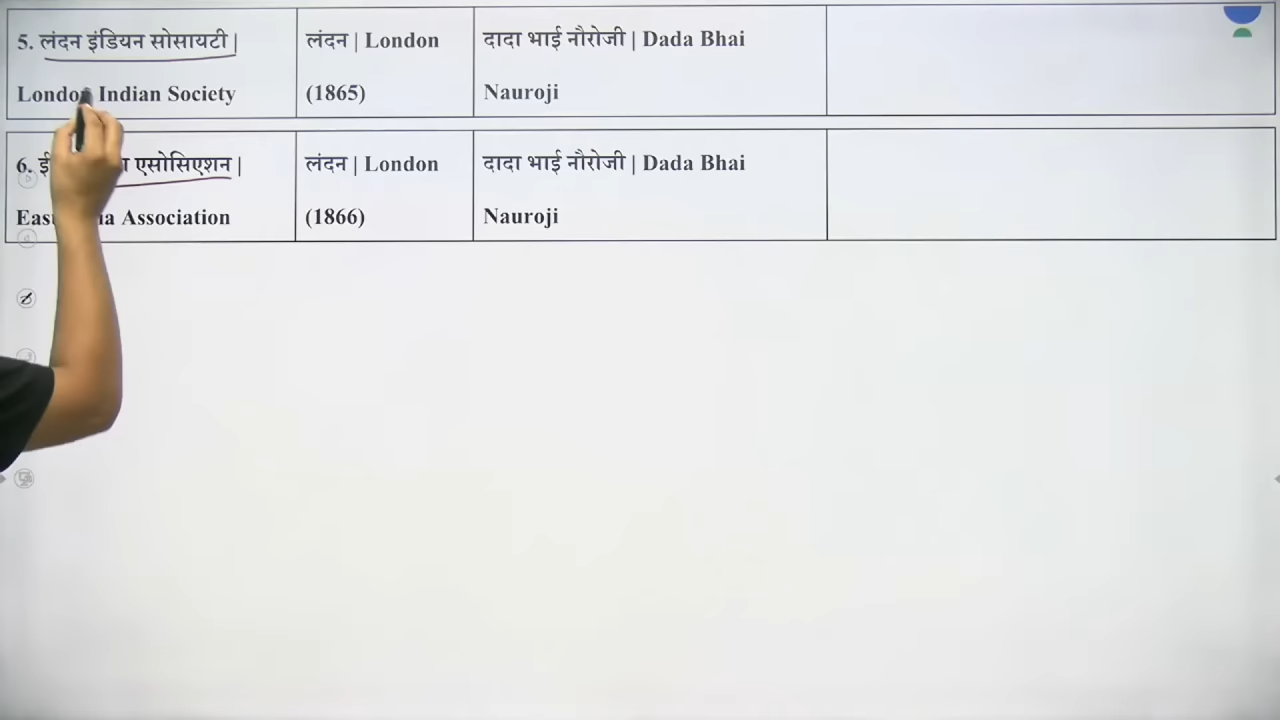 5. लंदन इंडियन सोसायटी |
London Indian Society
लंदन | London
(1865)
दादा भाई नौरोजी | Dada Bhai
Nauroji
6. एसोसिएशन |
Association
लंदन | London
(1866)
दादा भाई नौरोजी | Dada Bhai
Nauroji